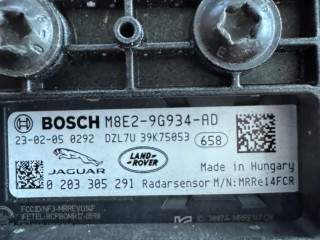 BOSCH M8E2-9G934-AD
23-02-05 0292 DZL7U 39K75053 658
JAGUAR LAND-ROVER Made in Hungary
0 203 305 291 Radarsensor M/N:MRRe14FCR